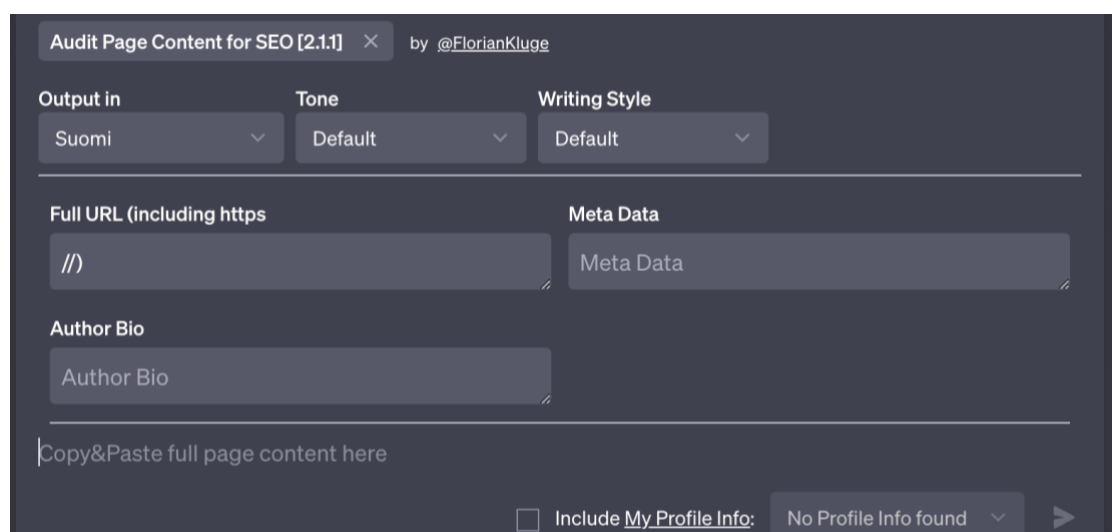 Audit Page Content for SEO [2.1.1] × by @FlorianKluge
Output in Tone Writing Style
Suomi Default Default
Full URL (including https Meta Data
//) Meta Data
Author Bio
Author Bio
Copy&Paste full page content here
Include My Profile Info: No Profile Info found